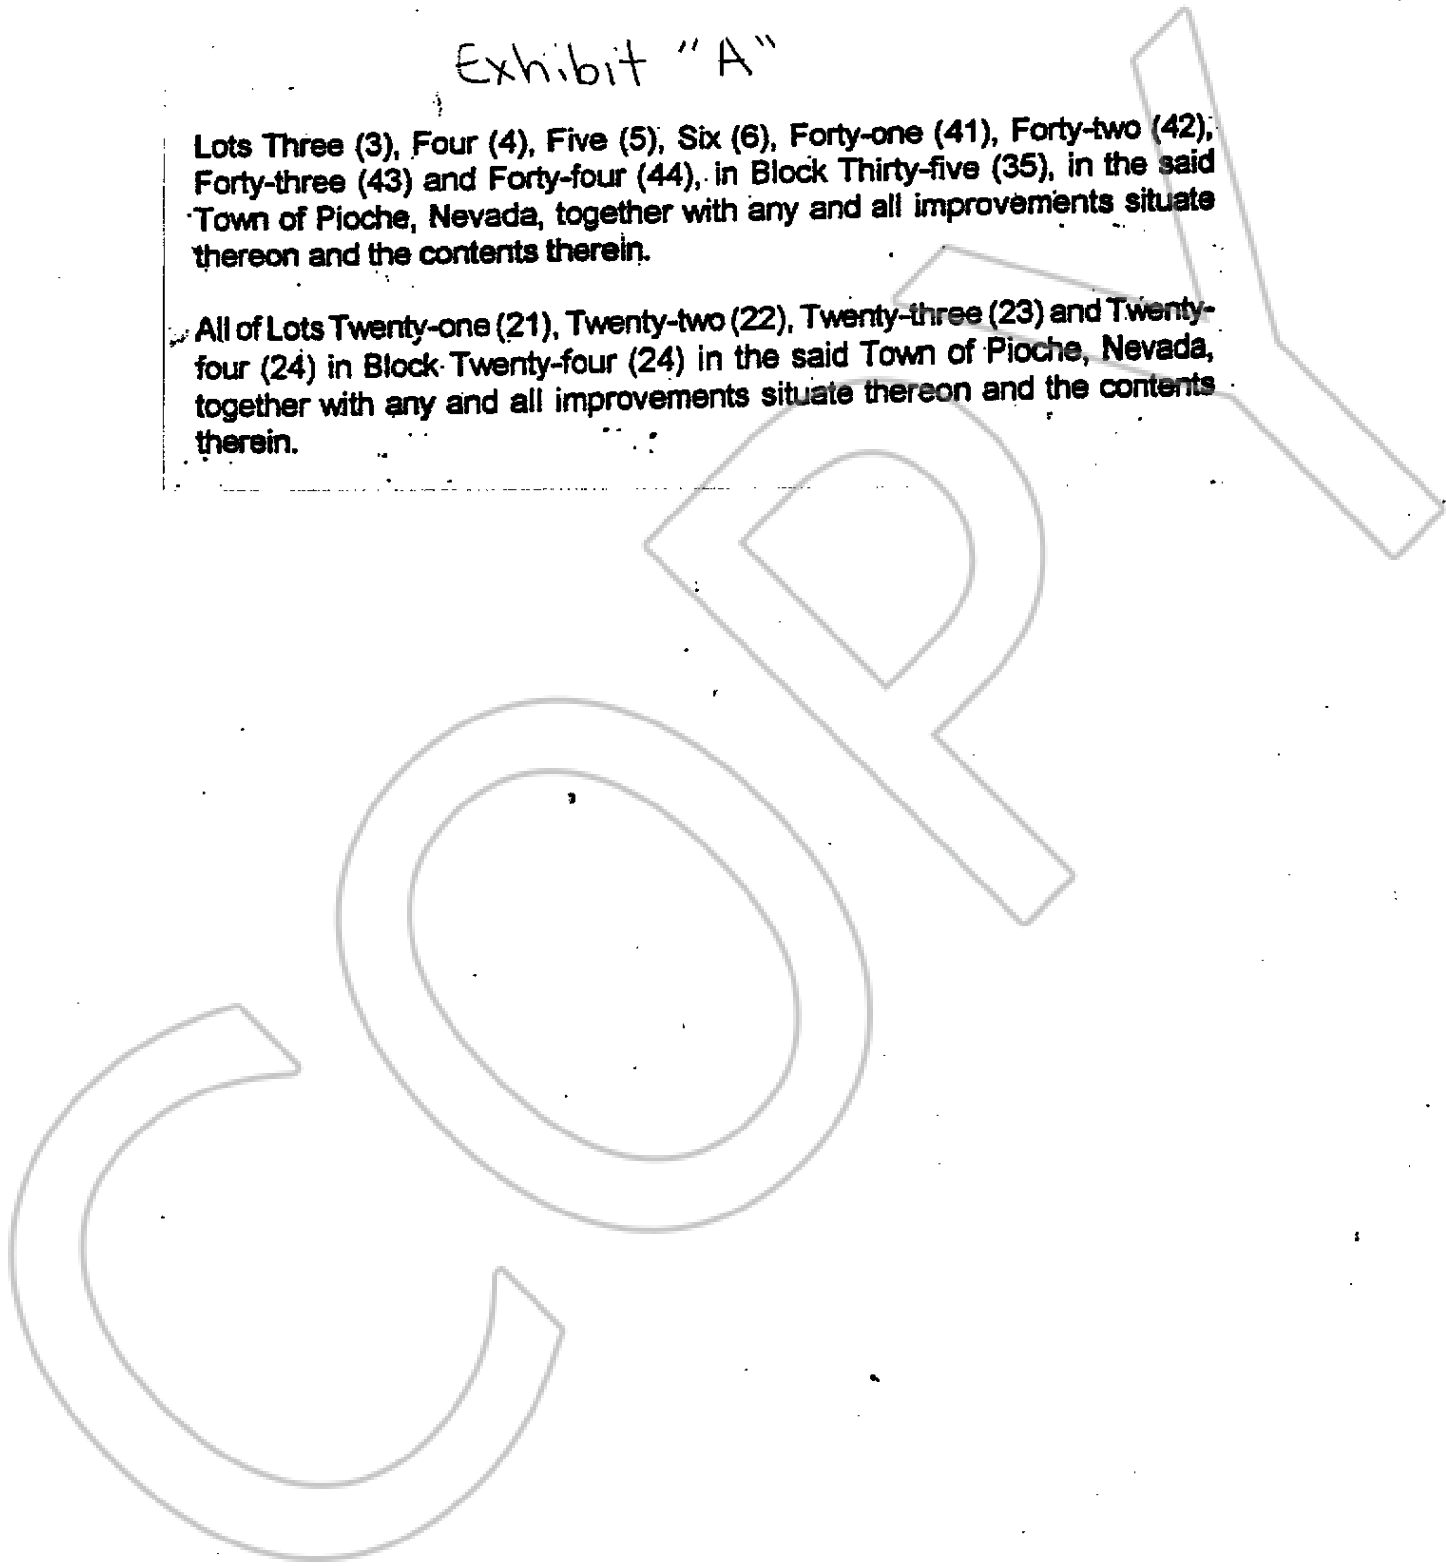 Exhibit "A"
Lots Three (3), Four (4), Five (5), Six (6), Forty-one (41), Forty-two (42),
Forty-three (43) and Forty-four (44), in Block Thirty-five (35), in the said
Town of Pioche, Nevada, together with any and all improvements situate
thereon and the contents therein.
All of Lots Twenty-one (21), Twenty-two (22), Twenty-three (23) and Twenty-
four (24) in Block Twenty-four (24) in the said Town of Pioche, Nevada,
together with any and all improvements situate thereon and the contents
therein.
COPY